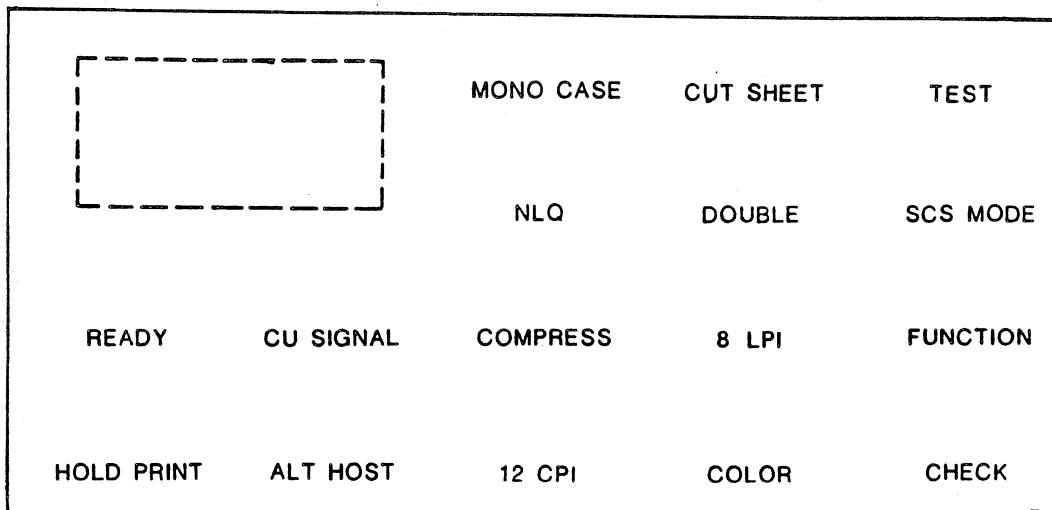 MONO CASE CUT SHEET TEST
NLQ DOUBLE SCS MODE
READY CU SIGNAL COMPRESS 8 LPI FUNCTION
HOLD PRINT ALT HOST 12 CPI COLOR CHECK